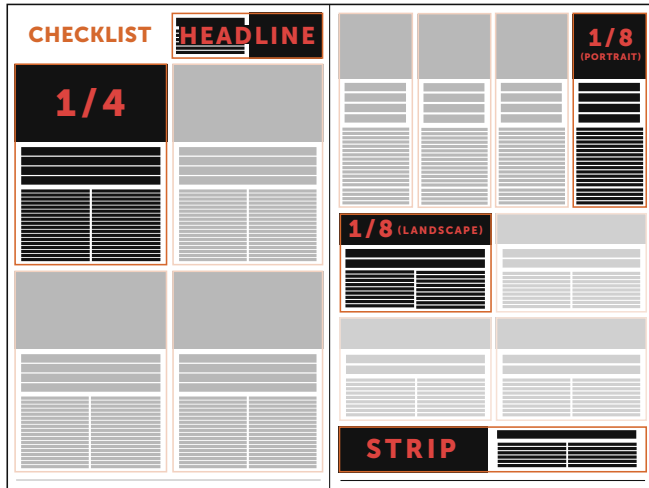 CHECKLIST
HEADLINE
1/4
1/8
(PORTRAIT)
1/8 (LANDSCAPE)
STRIP